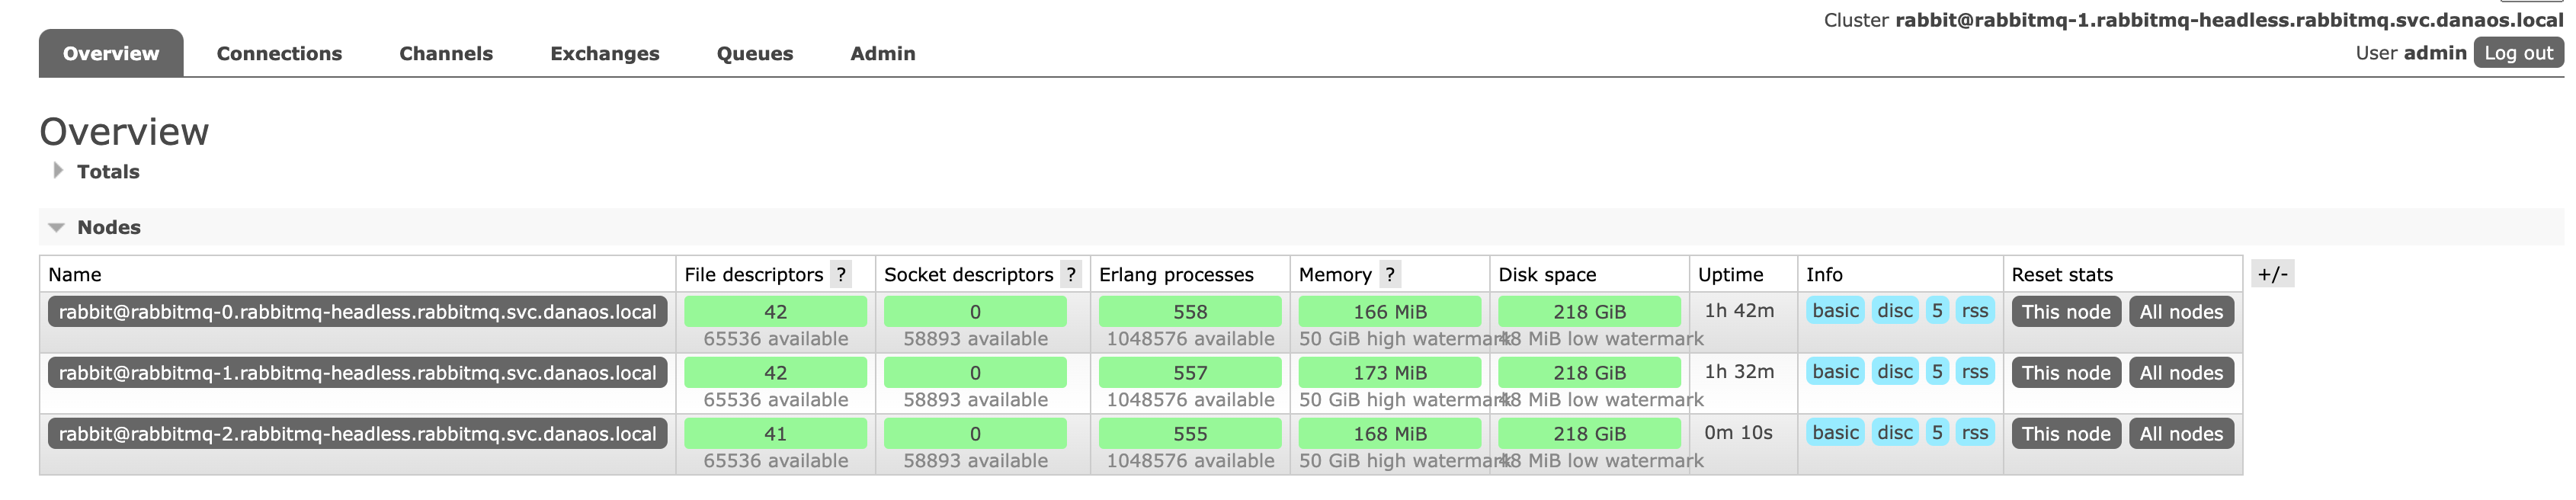 Cluster rabbit@rabbitmq-1.rabbitmq-headless.rabbitmq.svc.danaos.local
Overview Connections Channels Exchanges Queues Admin User admin Log out
Overview
Totals
Nodes
Name File descriptors ? Socket descriptors ? Erlang processes Memory ? Disk space Uptime Info Reset stats +/-
rabbit@rabbitmq-0.rabbitmq-headless.rabbitmq.svc.danaos.local 42 0 558 166 MiB 218 GiB 1h 42m basic disc 5 rss This node All nodes
65536 available 58893 available 1048576 available 50 GiB high watermark 48 MiB low watermark
rabbit@rabbitmq-1.rabbitmq-headless.rabbitmq.svc.danaos.local 42 0 557 173 MiB 218 GiB 1h 32m basic disc 5 rss This node All nodes
65536 available 58893 available 1048576 available 50 GiB high watermark 48 MiB low watermark
rabbit@rabbitmq-2.rabbitmq-headless.rabbitmq.svc.danaos.local 41 0 555 168 MiB 218 GiB 0m 10s basic disc 5 rss This node All nodes
65536 available 58893 available 1048576 available 50 GiB high watermark 48 MiB low watermark